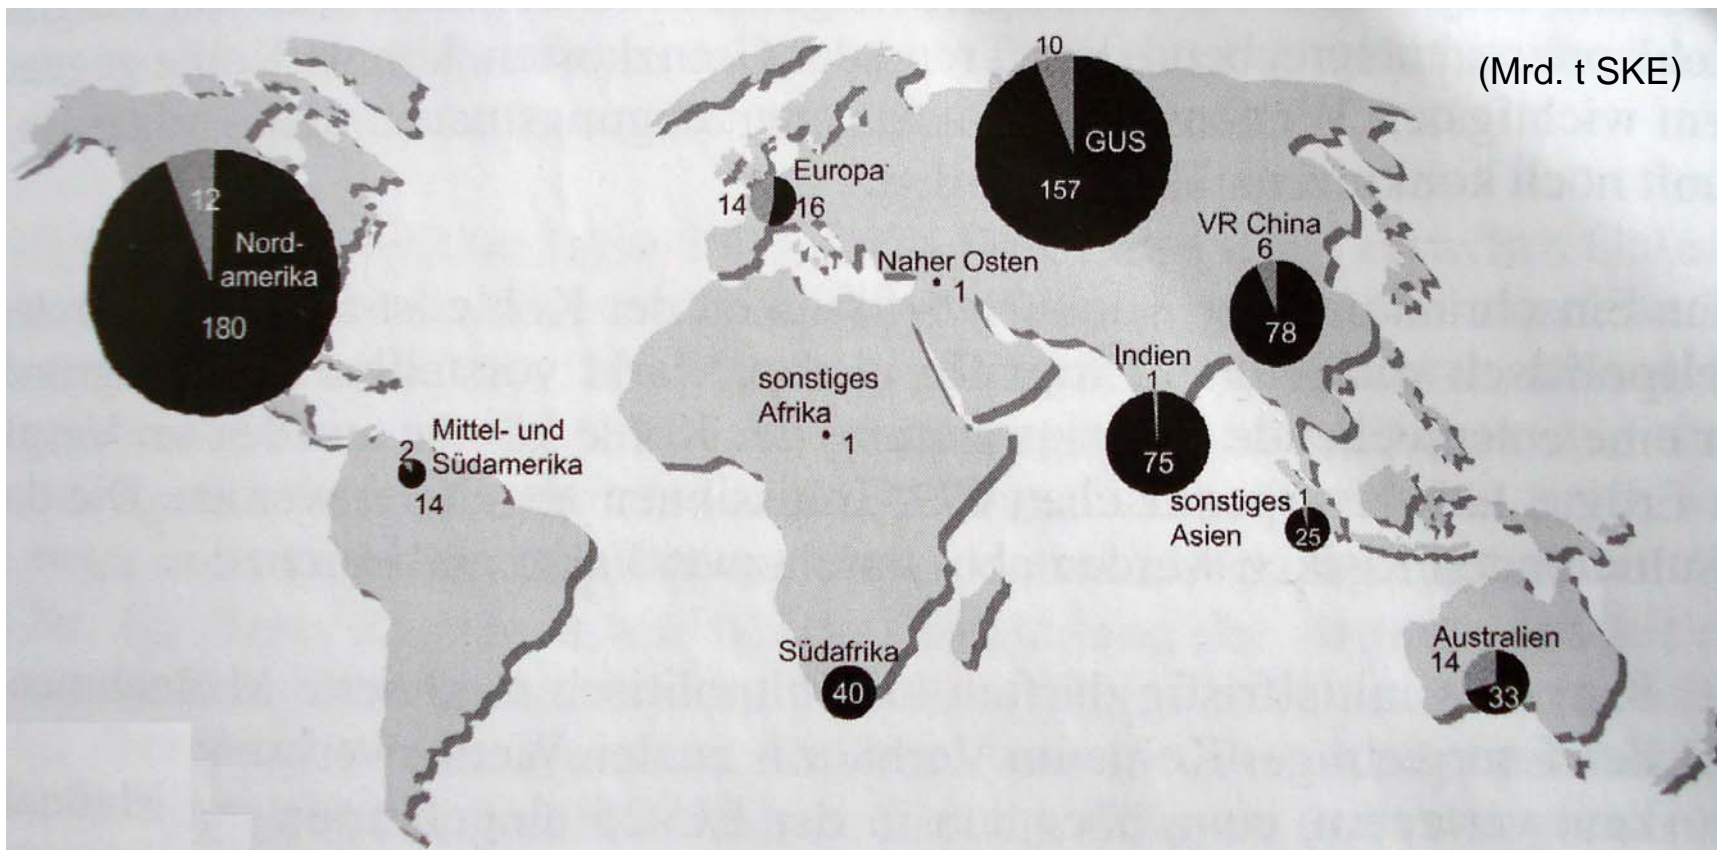 (Mrd. t SKE)
12
Nord-
amerika
180
2
Mittel- und
Südamerika
14
Europa
14
16
10
GUS
157
Naher Osten
1
VR China
6
78
Indien
1
75
sonstiges
Afrika
1
sonstiges
Asien
1
25
Südafrika
40
Australien
14
33